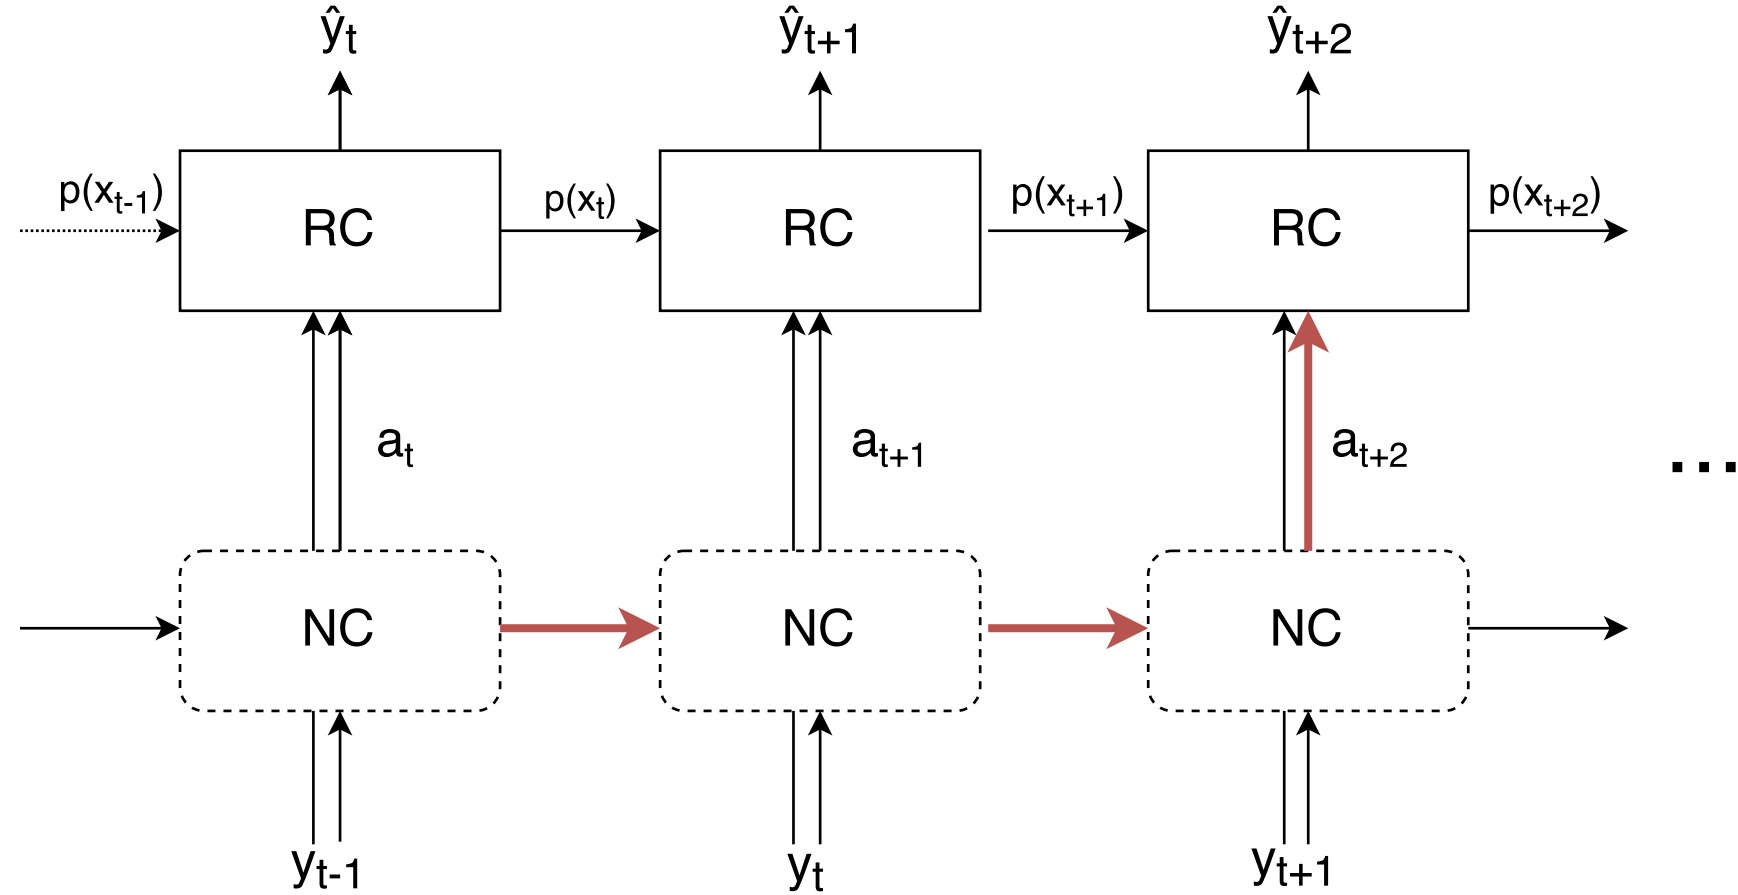 ŷt ŷt+1 ŷt+2
p(xt-1) p(xt) p(xt+1) p(xt+2)
RC RC RC
at at+1 at+2
...
NC NC NC
yt-1 yt yt+1